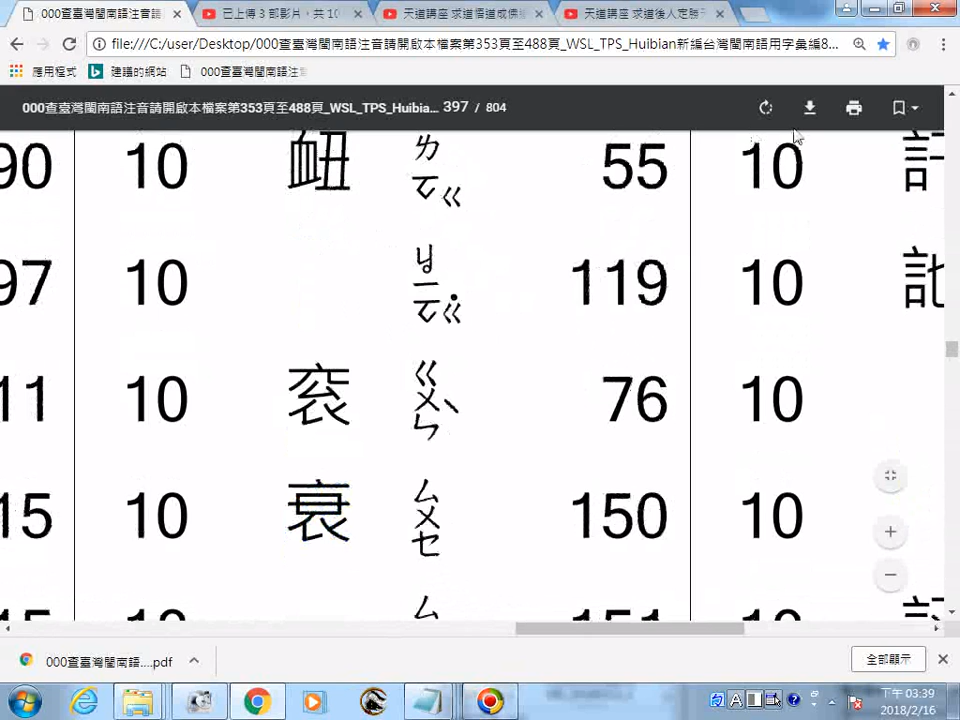 000查臺灣閩南語注音請
已上傳 3 部影片，共 10
天道講座 求道悟道成傑
天道講座 求道後人定勝
file:///C:/user/Desktop/000查臺灣閩南語注音請開啟本檔案第353頁至488頁_WSL_TPS_Huibian新編台灣閩南語用字彙編8...
應用程式 建議的網站 000查臺灣閩南語注
000查臺灣閩南語注音請開啟本檔案第353頁至488頁_WSL_TPS_Huibia... 397 / 804
90 10 衄 ㄌㄛㄍ 55 10
97 10 119 10
11 10 衮 ㄍㄨㄣˋ 76 10
15 10 衰 ㄙㄨㄝ 150 10
000查臺灣閩南語....pdf 全部顯示
下午 03:39
2018/2/16